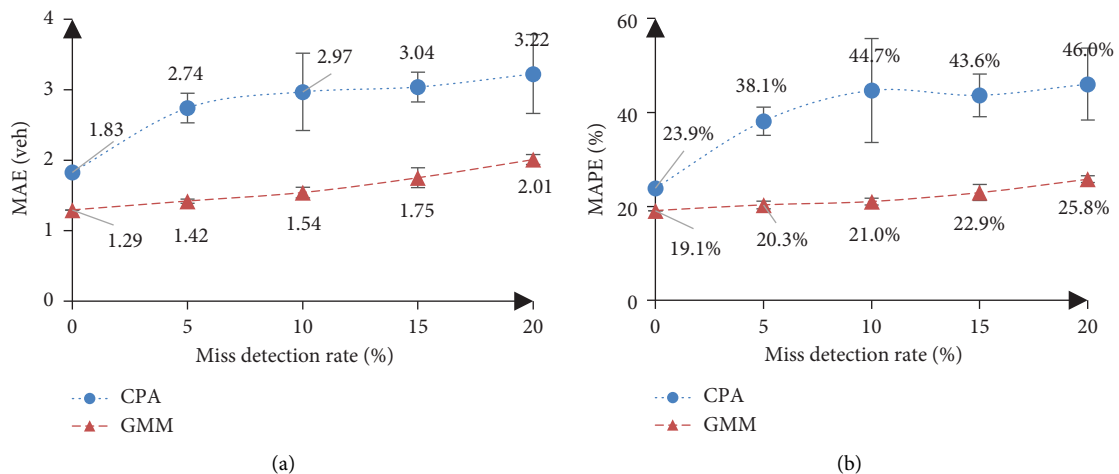 4
3
2
1
0
MAE (veh)
1.83
2.74
2.97
3.04
3.22
1.29
1.42
1.54
1.75
2.01
0 5 10 15 20
Miss detection rate (%)
CPA
GMM
(a)
60
40
20
0
MAPE (%)
23.9%
38.1%
44.7%
43.6%
46.0%
19.1%
20.3%
21.0%
22.9%
25.8%
0 5 10 15 20
Miss detection rate (%)
CPA
GMM
(b)